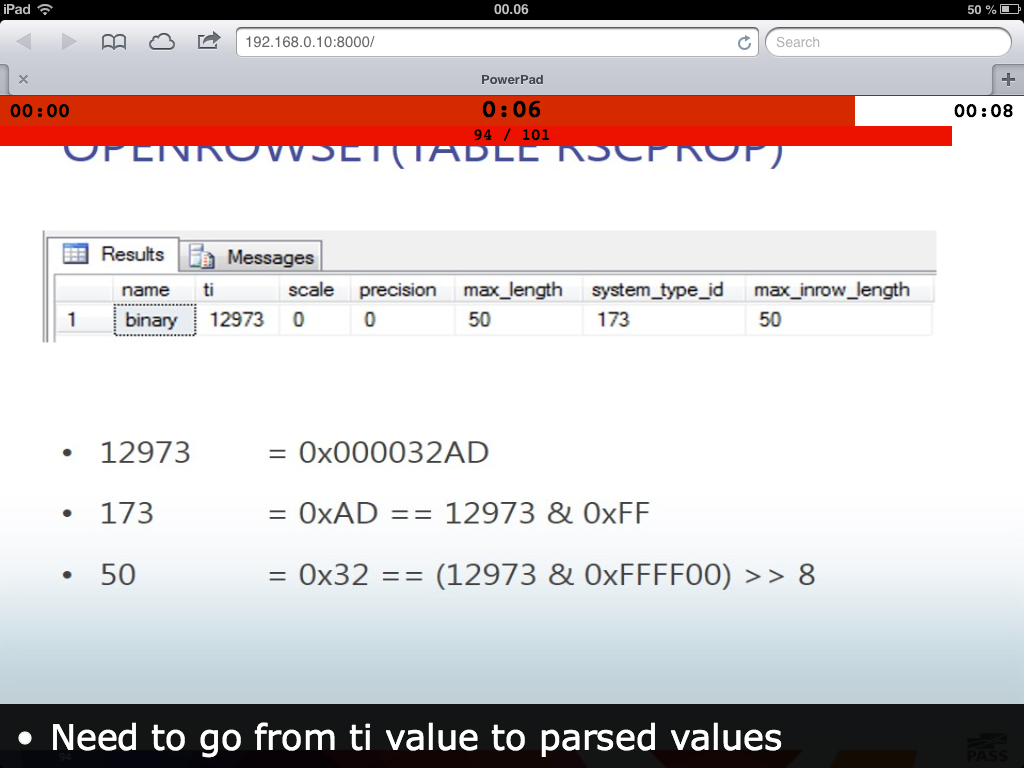 iPad 00.06 50 %
192.168.0.10:8000/ Search
PowerPad
00:00 0:06 00:08
94 / 101
OPENROWSET(TABLE RSCPROP)
Results Messages
name ti scale precision max_length system_type_id max_inrow_length
1 binary 12973 0 0 50 173 50
• 12973 = 0x000032AD
• 173 = 0xAD == 12973 & 0xFF
• 50 = 0x32 == (12973 & 0xFFFF00) >> 8
• Need to go from ti value to parsed values
PASS